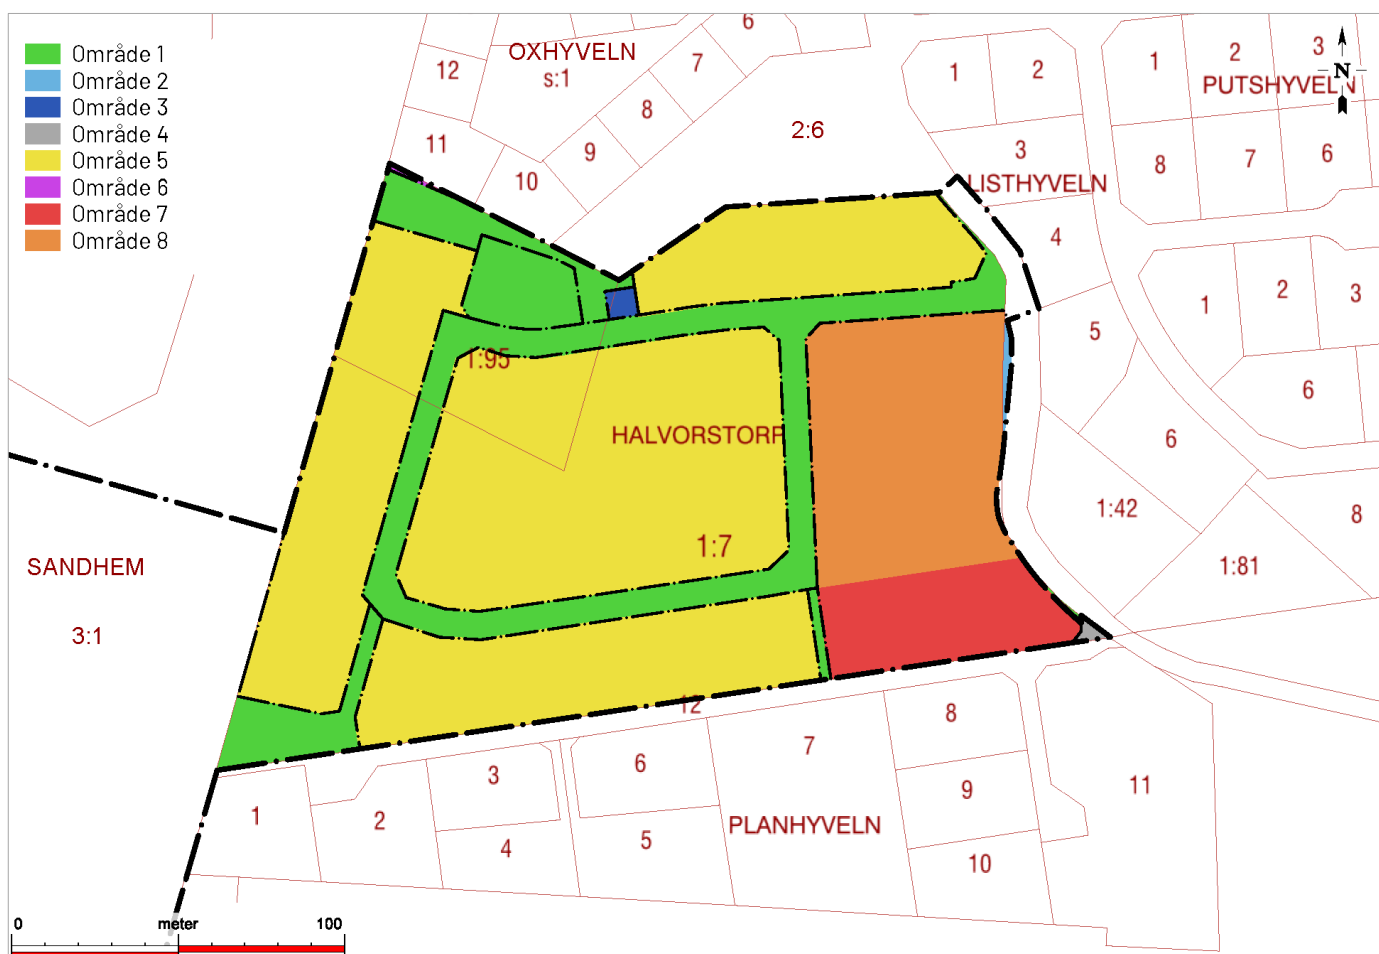 Område 1
Område 2
Område 3
Område 4
Område 5
Område 6
Område 7
Område 8
OXHYVELN
s:1
12
11
10
9
8
7
6
2:6
1
2
3
LISTHYVELN
4
5
6
1:42
1:81
8
1
2
3
PUTSHYVELN
8
7
6
N
1
2
3
6
1:95
HALVORSTORP
1:7
SANDHEM
3:1
12
1
2
3
4
6
5
7
PLANHYVELN
8
9
10
11
0 meter 100